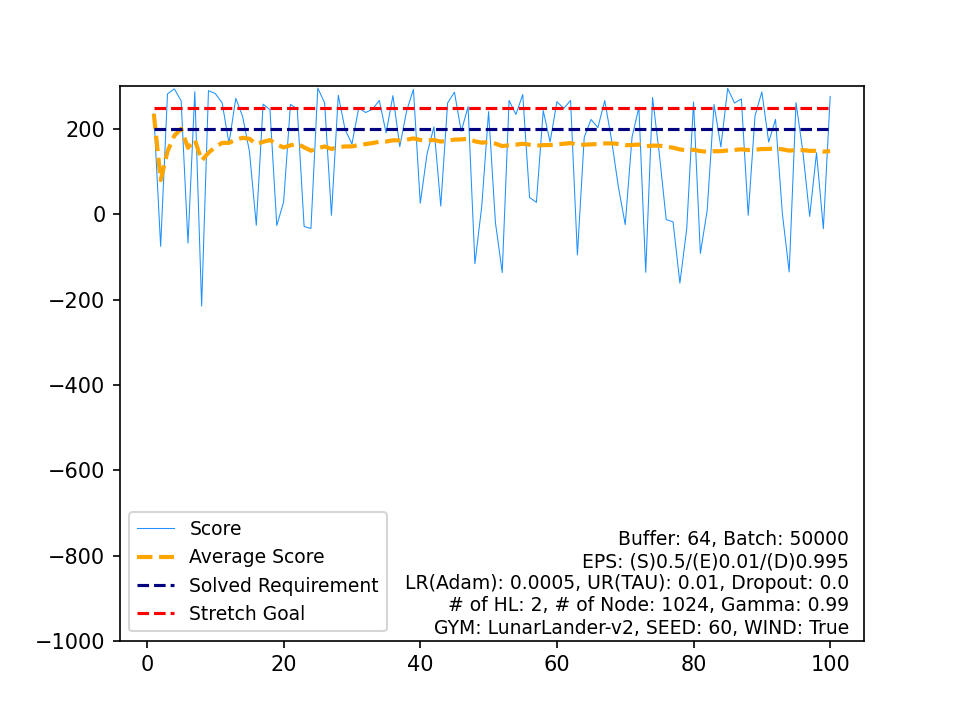 200
0
−200
−400
−600
−800
−1000
0
20
40
60
80
100
Score
Average Score
Solved Requirement
Stretch Goal
Buffer: 64, Batch: 50000
EPS: (S)0.5/(E)0.01/(D)0.995
LR(Adam): 0.0005, UR(TAU): 0.01, Dropout: 0.0
# of HL: 2, # of Node: 1024, Gamma: 0.99
GYM: LunarLander-v2, SEED: 60, WIND: True